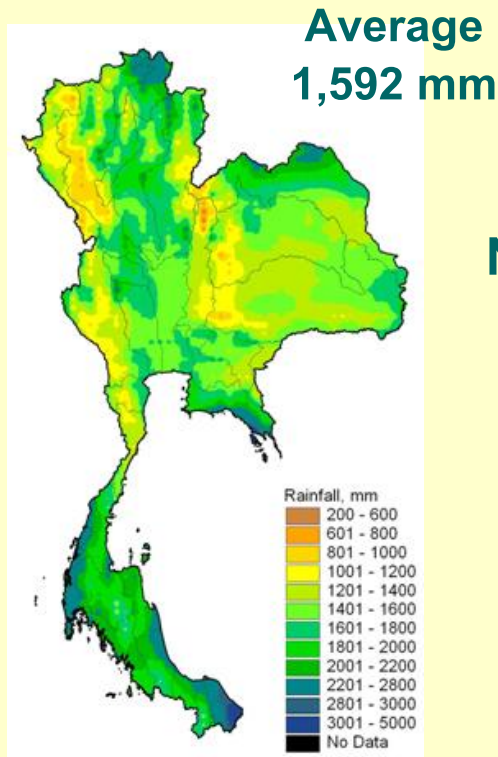 Average
1,592 mm
N
Rainfall, mm
200 - 600
601 - 800
801 - 1000
1001 - 1200
1201 - 1400
1401 - 1600
1601 - 1800
1801 - 2000
2001 - 2200
2201 - 2800
2801 - 3000
3001 - 5000
No Data